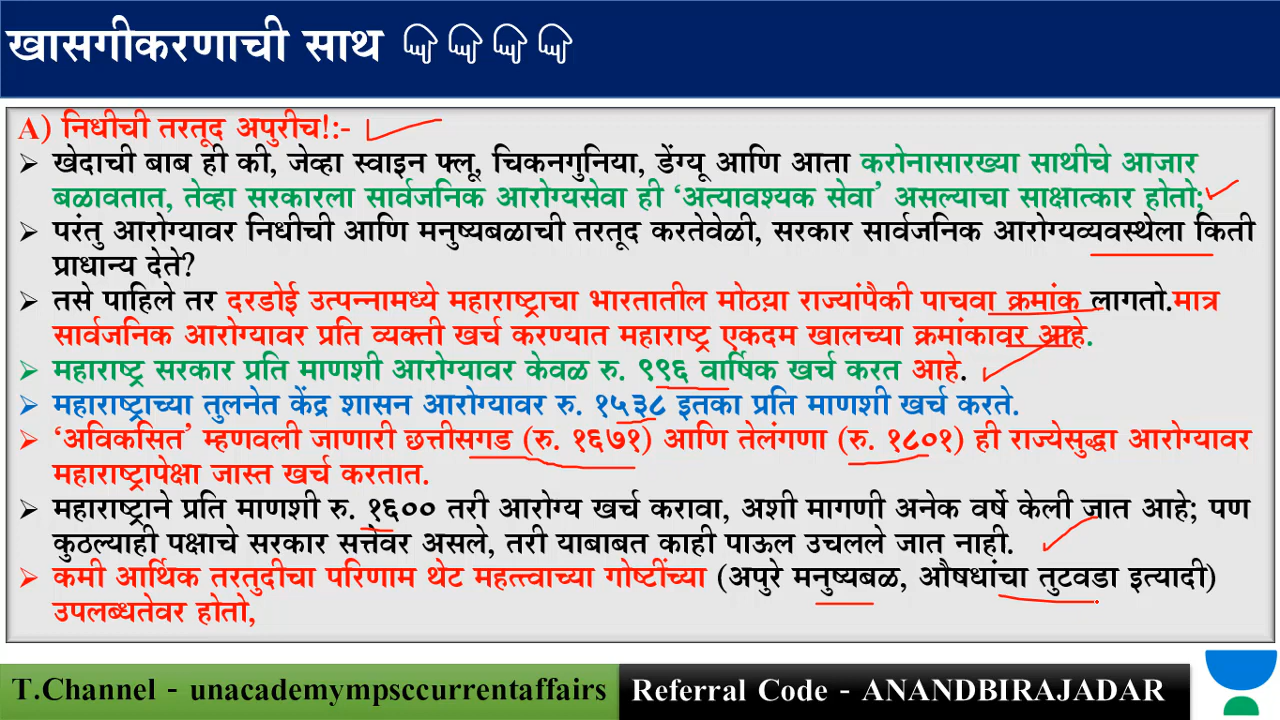 खासगीकरणाची साथ
A) निधीची तरतूद अपुरीच!:-
➢ खेदाची बाब ही की, जेव्हा स्वाइन फ्लू, चिकनगुनिया, डेंग्यू आणि आता करोनासारख्या साथीचे आजार
बळावतात, तेव्हा सरकारला सार्वजनिक आरोग्यसेवा ही ‘अत्यावश्यक सेवा’ असल्याचा साक्षात्कार होतो;
➢ परंतु आरोग्यावर निधीची आणि मनुष्यबळाची तरतूद करतेवेळी, सरकार सार्वजनिक आरोग्यव्यवस्थेला किती
प्राधान्य देते?
➢ तसे पाहिले तर दरडोई उत्पन्नामध्ये महाराष्ट्राचा भारतातील मोठय़ा राज्यांपैकी पाचवा क्रमांक लागतो.मात्र
सार्वजनिक आरोग्यावर प्रति व्यक्ती खर्च करण्यात महाराष्ट्र एकदम खालच्या क्रमांकावर आहे.
➢ महाराष्ट्र सरकार प्रति माणशी आरोग्यावर केवळ रु. ९९६ वार्षिक खर्च करत आहे.
➢ महाराष्ट्राच्या तुलनेत केंद्र शासन आरोग्यावर रु. १५३८ इतका प्रति माणशी खर्च करते.
➢ ‘अविकसित’ म्हणवली जाणारी छत्तीसगड (रु. १६७१) आणि तेलंगणा (रु. १८०१) ही राज्येसुद्धा आरोग्यावर
महाराष्ट्रापेक्षा जास्त खर्च करतात.
➢ महाराष्ट्राने प्रति माणशी रु. १६०० तरी आरोग्य खर्च करावा, अशी मागणी अनेक वर्षे केली जात आहे; पण
कुठल्याही पक्षाचे सरकार सत्तेवर असले, तरी याबाबत काही पाऊल उचलले जात नाही.
➢ कमी आर्थिक तरतुदीचा परिणाम थेट महत्त्वाच्या गोष्टींच्या (अपुरे मनुष्यबळ, औषधांचा तुटवडा इत्यादी)
उपलब्धतेवर होतो,
T.Channel - unacademympsccurrentaffairs
Referral Code - ANANDBIRAJADAR